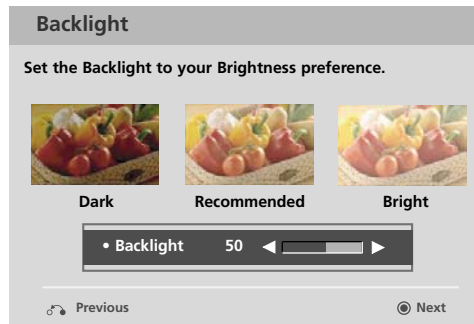 Backlight
Set the Backlight to your Brightness preference.
Dark Recommended Bright
• Backlight 50
Previous Next